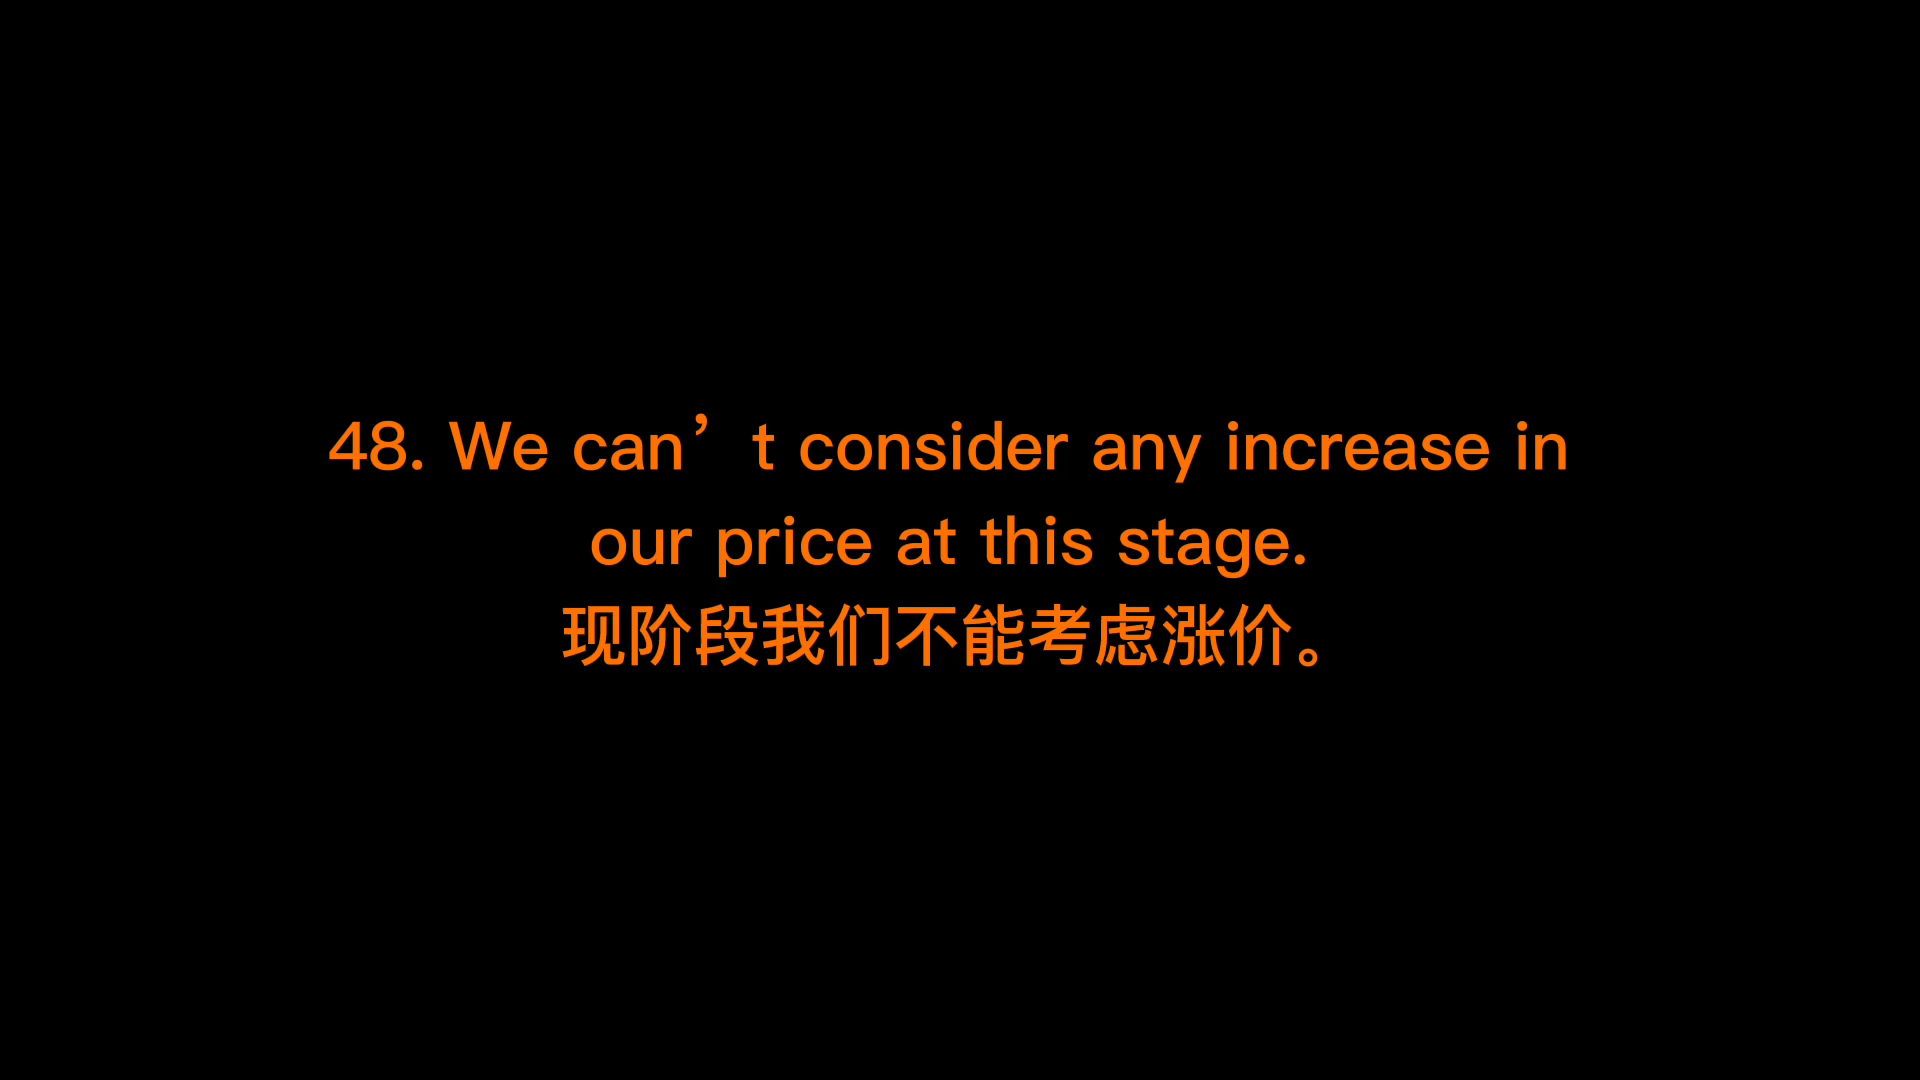 48. We can’t consider any increase in
our price at this stage.
现阶段我们不能考虑涨价。